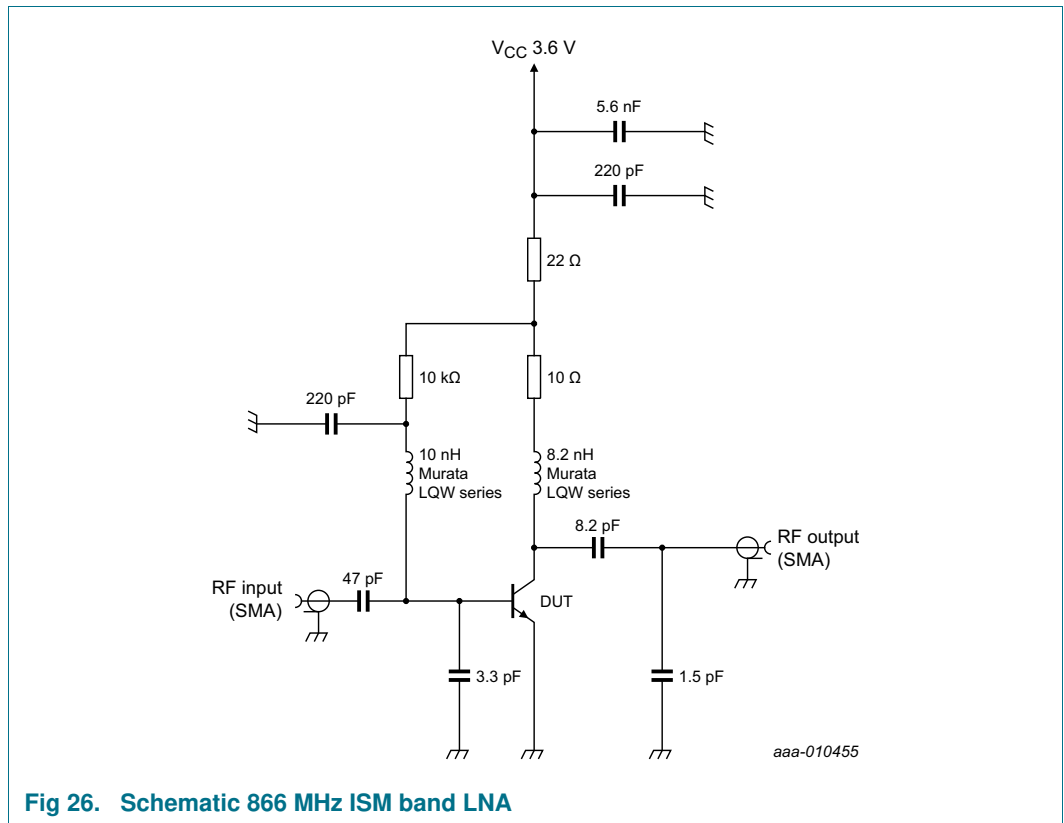 V_CC 3.6 V
5.6 nF
220 pF
22 Ω
10 kΩ
10 Ω
220 pF
10 nH
Murata
LQW series
8.2 nH
Murata
LQW series
8.2 pF
RF output
(SMA)
RF input
(SMA)
47 pF
DUT
3.3 pF
1.5 pF
aaa-010455
Fig 26. Schematic 866 MHz ISM band LNA